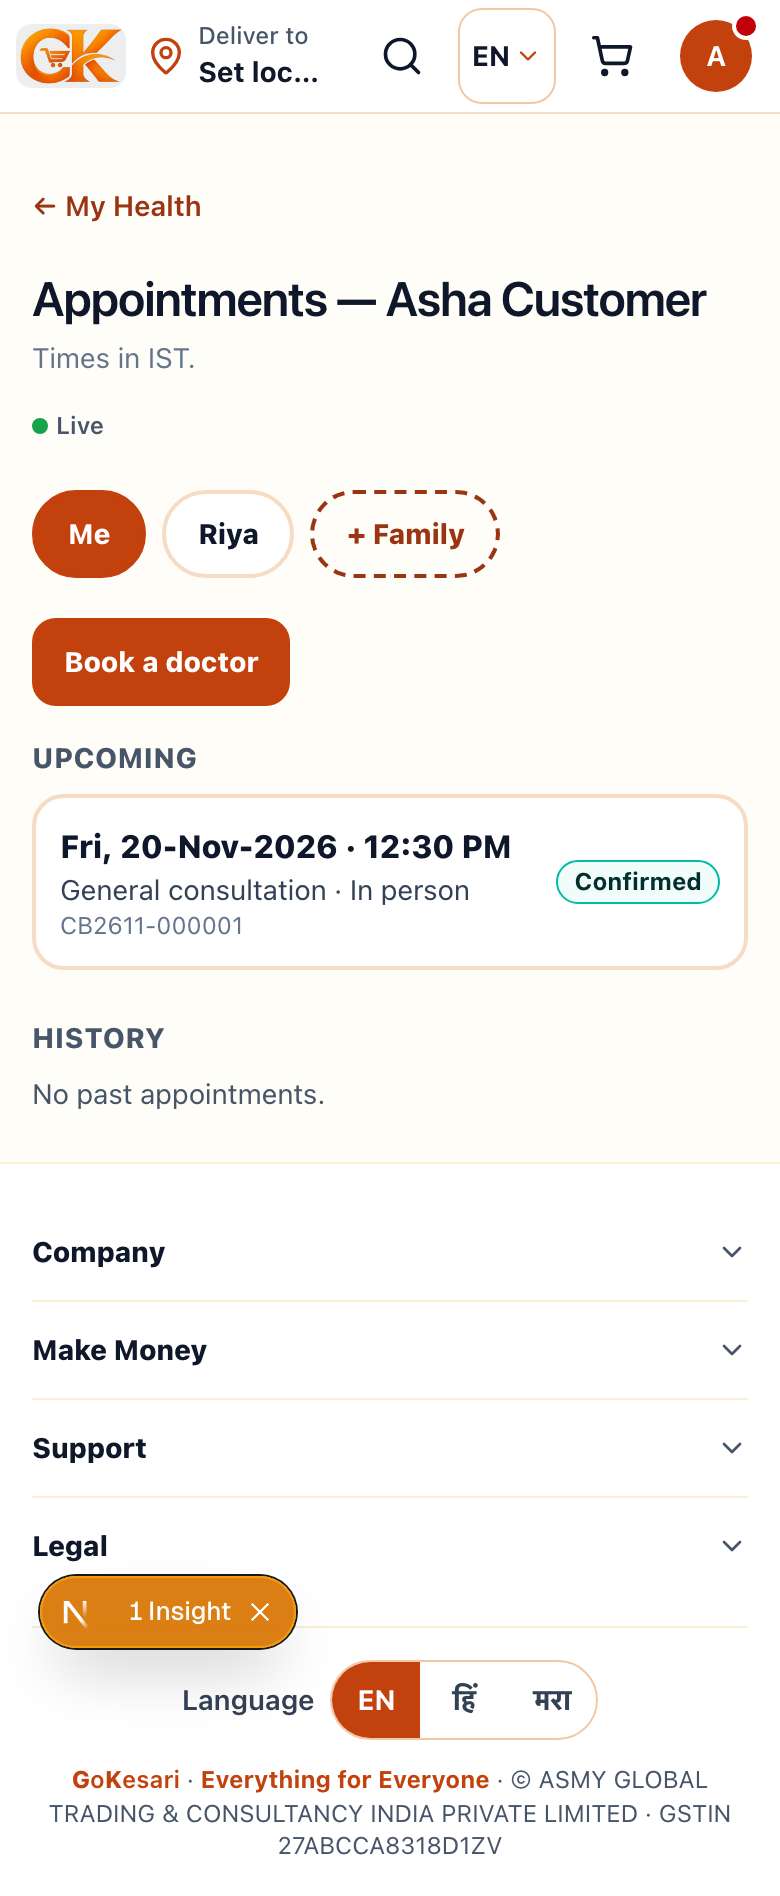 GK
Deliver to
Set loc...
EN
A
← My Health
Appointments — Asha Customer
Times in IST.
Live
Me
Riya
+ Family
Book a doctor
UPCOMING
Fri, 20-Nov-2026 · 12:30 PM
General consultation · In person
Confirmed
CB2611-000001
HISTORY
No past appointments.
Company
Make Money
Support
Legal
N 1 Insight
Language EN हिं मरा
GoKesari · Everything for Everyone · © ASMY GLOBAL
TRADING & CONSULTANCY INDIA PRIVATE LIMITED · GSTIN
27ABCCA8318D1ZV